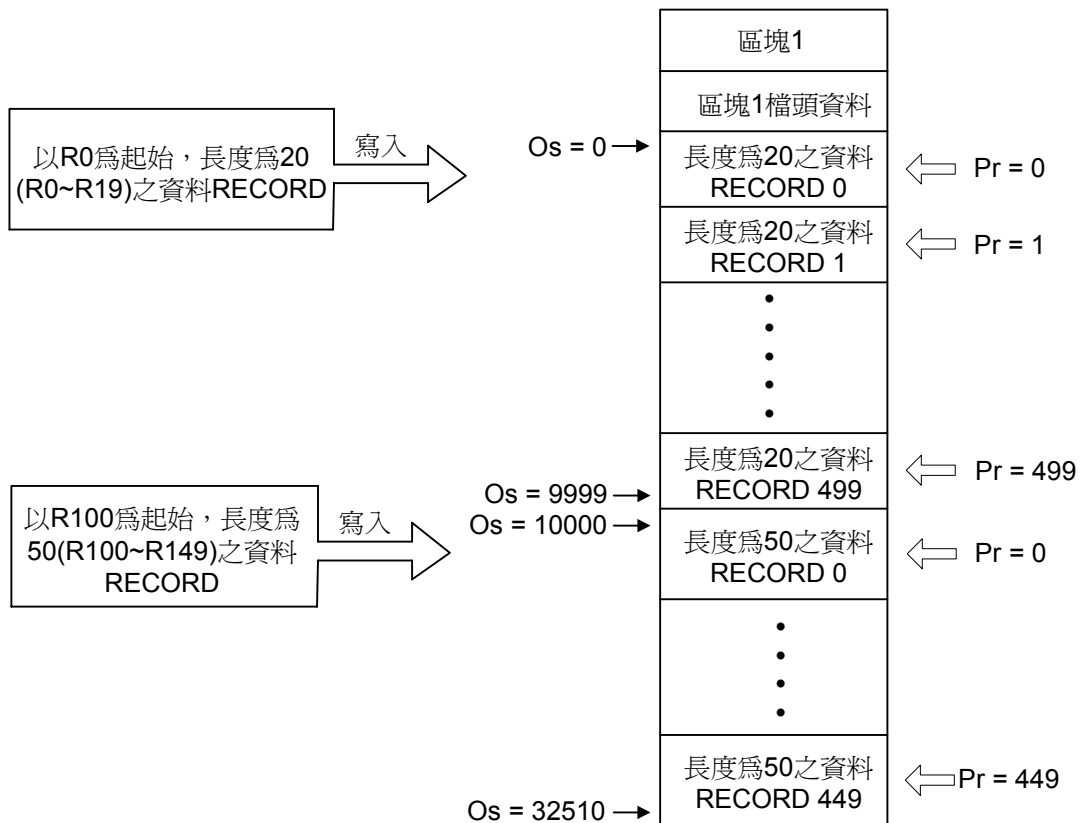 區塊1
區塊1檔頭資料
以R0為起始，長度為20
(R0~R19)之資料RECORD
寫入
Os = 0
長度為20之資料
RECORD 0
Pr = 0
長度為20之資料
RECORD 1
Pr = 1
長度為20之資料
RECORD 499
Pr = 499
Os = 9999
Os = 10000
以R100為起始，長度為
50(R100~R149)之資料
RECORD
寫入
長度為50之資料
RECORD 0
Pr = 0
長度為50之資料
RECORD 449
Pr = 449
Os = 32510